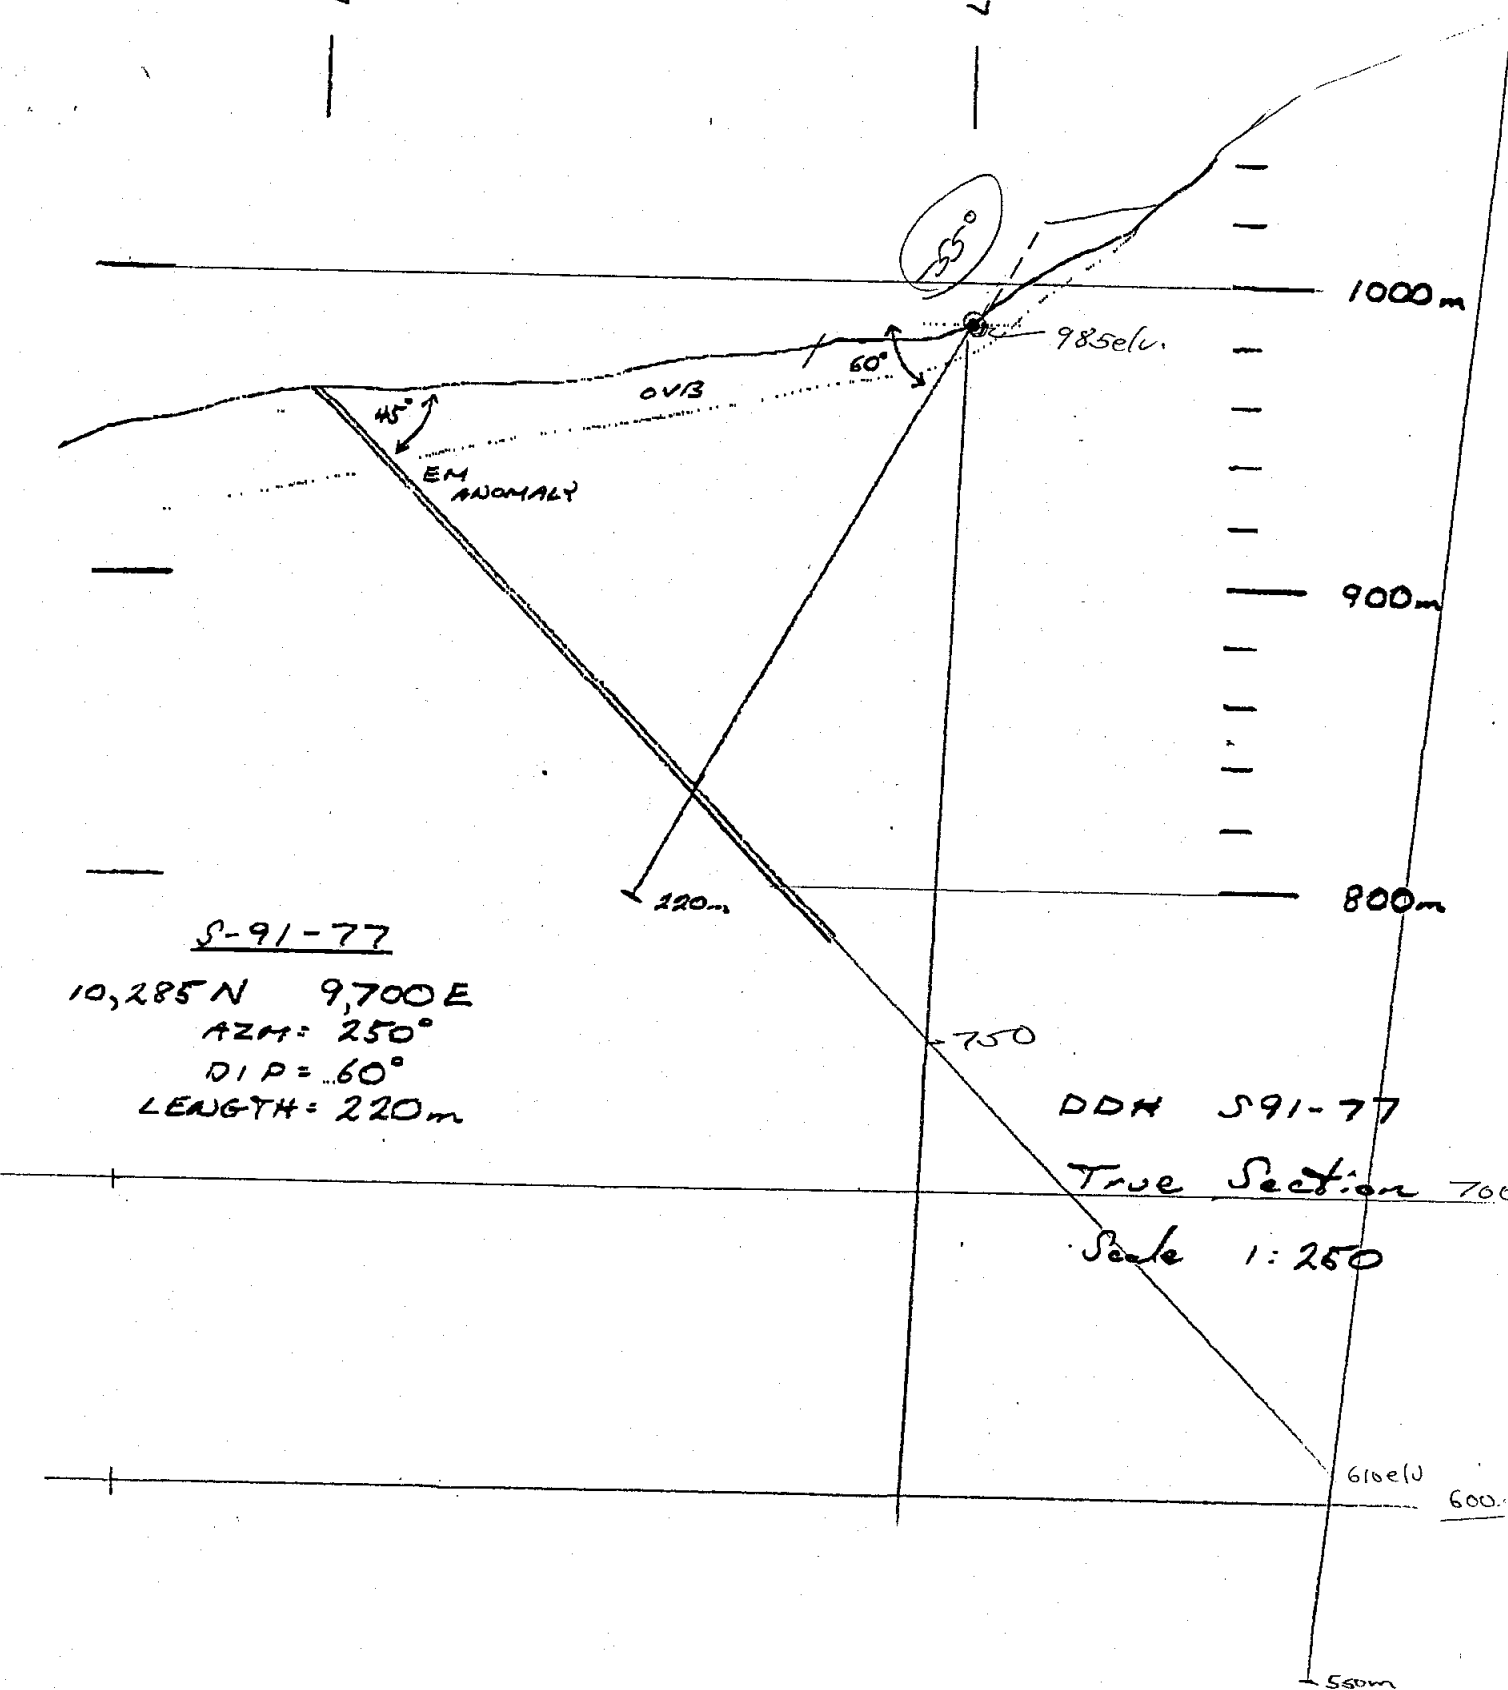 1000m
985elv.
60°
OVB
45°
EM
ANOMALY
900m
800m
220m
S-91-77
10,285N 9,700E
AZM: 250°
DIP = 60°
LENGTH: 220m
750
DDH S91-77
True Section 700
Scale 1:250
610elv
600
550m